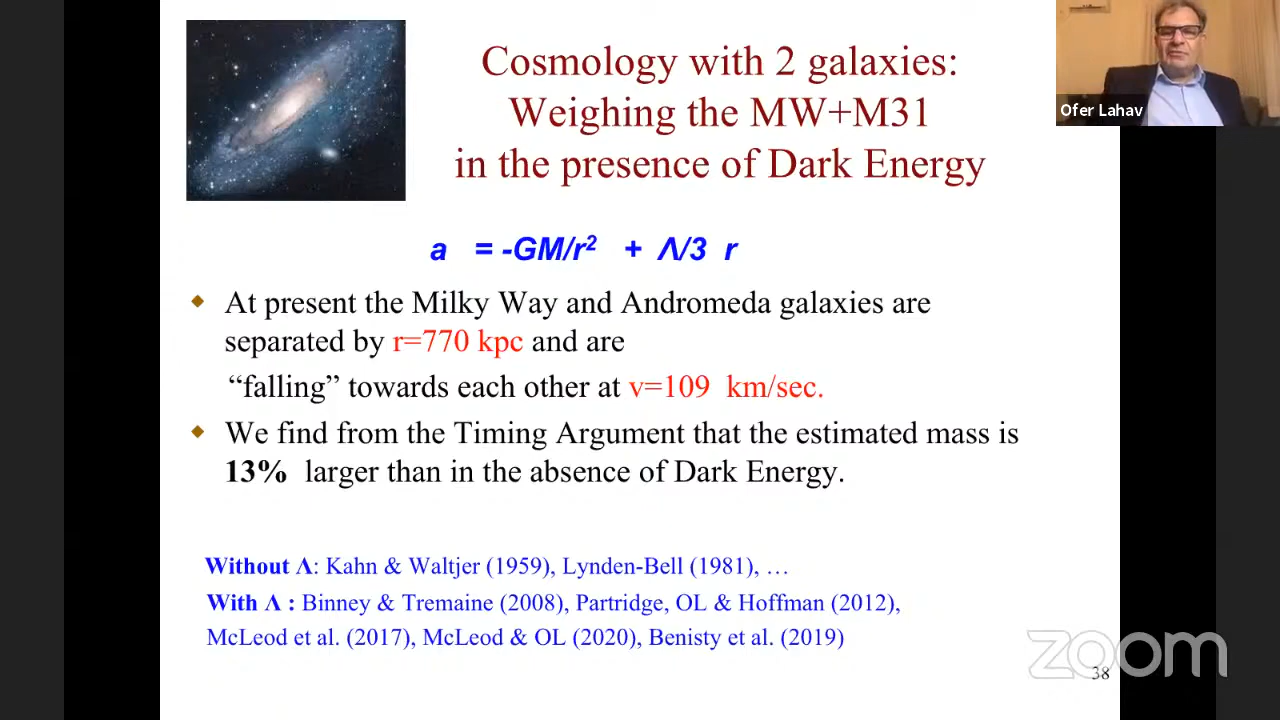 Cosmology with 2 galaxies:
Weighing the MW+M31
in the presence of Dark Energy
Ofer Lahav
a = -GM/r² + Λ/3 r
◆ At present the Milky Way and Andromeda galaxies are
separated by r=770 kpc and are
“falling” towards each other at v=109 km/sec.
◆ We find from the Timing Argument that the estimated mass is
13% larger than in the absence of Dark Energy.
Without Λ: Kahn & Waltjer (1959), Lynden-Bell (1981), …
With Λ : Binney & Tremaine (2008), Partridge, OL & Hoffman (2012),
McLeod et al. (2017), McLeod & OL (2020), Benisty et al. (2019)
zoom
38